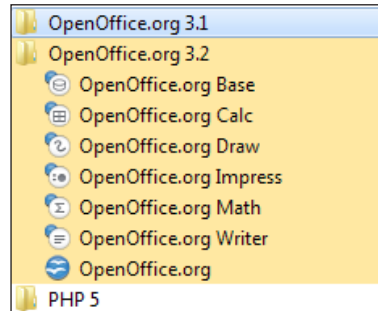 OpenOffice.org 3.1
OpenOffice.org 3.2
OpenOffice.org Base
OpenOffice.org Calc
OpenOffice.org Draw
OpenOffice.org Impress
OpenOffice.org Math
OpenOffice.org Writer
OpenOffice.org
PHP 5